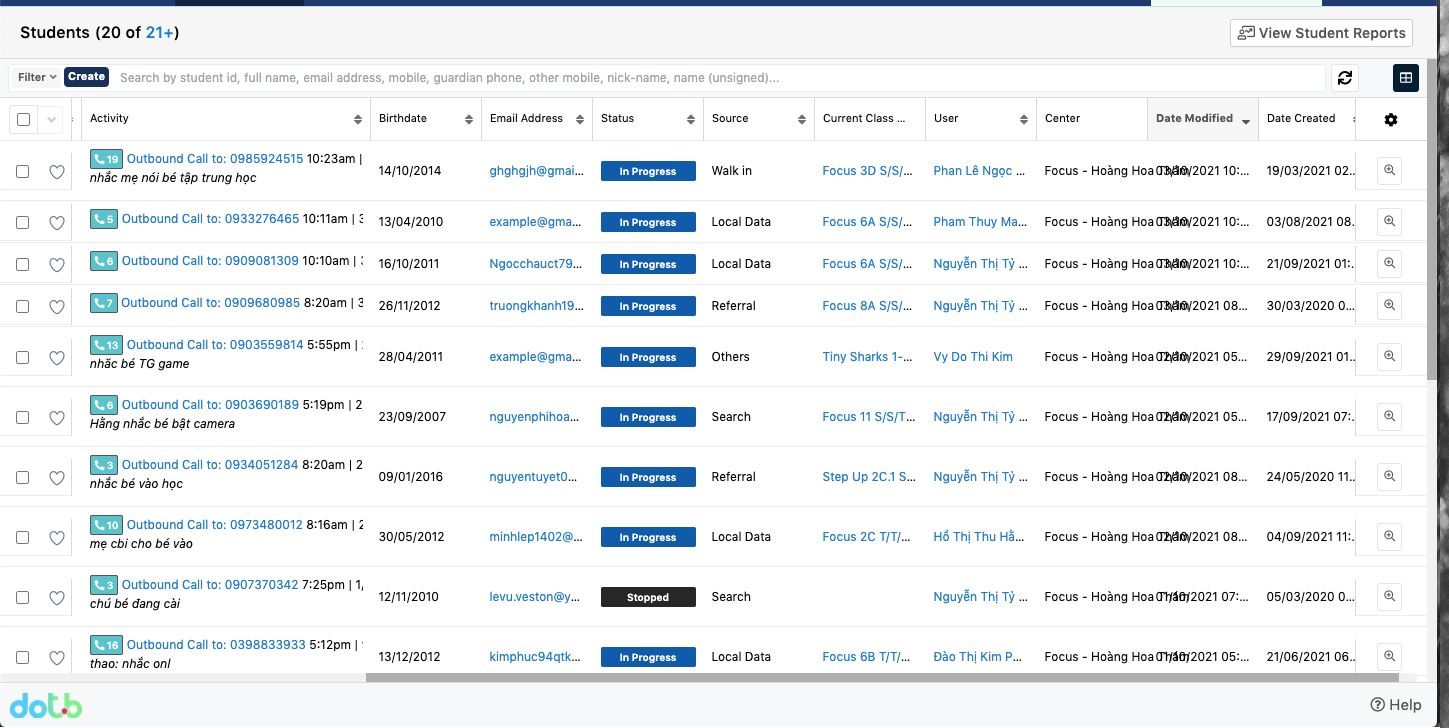 Students (20 of 21+)
View Student Reports
Filter Create Search by student id, full name, email address, mobile, guardian phone, other mobile, nick-name, name (unsigned)...
Activity Birthdate Email Address Status Source Current Class ... User Center Date Modified Date Created
19 Outbound Call to: 0985924515 10:23am |
nhắc mẹ nói bé tập trung học
14/10/2014 ghghgjh@gmai... In Progress Walk in Focus 3D S/S/... Phan Lê Ngọc ... Focus - Hoàng Hoa Thám 03/10/2021 10:... 19/03/2021 02..
5 Outbound Call to: 0933276465 10:11am |
13/04/2010 example@gma... In Progress Local Data Focus 6A S/S/... Pham Thuy Ma... Focus - Hoàng Hoa Thám 03/10/2021 10:... 03/08/2021 08.
6 Outbound Call to: 0909081309 10:10am |
16/10/2011 Ngocchauct79... In Progress Local Data Focus 6A S/S/... Nguyễn Thị Tỷ ... Focus - Hoàng Hoa Thám 03/10/2021 10:... 21/09/2021 01:.
7 Outbound Call to: 0909680985 8:20am |
26/11/2012 truongkhanh19... In Progress Referral Focus 8A S/S/... Nguyễn Thị Tỷ ... Focus - Hoàng Hoa Thám 03/10/2021 08... 30/03/2020 0..
13 Outbound Call to: 0903559814 5:55pm |
nhăc bé TG game
28/04/2011 example@gma... In Progress Others Tiny Sharks 1-... Vy Do Thi Kim Focus - Hoàng Hoa Thám 02/10/2021 05... 29/09/2021 01..
6 Outbound Call to: 0903690189 5:19pm | 2
Hằng nhắc bé bật camera
23/09/2007 nguyenphihoa... In Progress Search Focus 11 S/S/T... Nguyễn Thị Tỷ ... Focus - Hoàng Hoa Thám 02/10/2021 05... 17/09/2021 07:.
3 Outbound Call to: 0934051284 8:20am | 2
nhắc bé vào học
09/01/2016 nguyentuyet0... In Progress Referral Step Up 2C.1 S... Nguyễn Thị Tỷ ... Focus - Hoàng Hoa Thám 02/10/2021 08... 24/05/2020 11..
10 Outbound Call to: 0973480012 8:16am | 2
mẹ cbi cho bé vào
30/05/2012 minhlep1402@... In Progress Local Data Focus 2C T/T/... Hồ Thị Thu Hằ... Focus - Hoàng Hoa Thám 02/10/2021 08... 04/09/2021 11:.
3 Outbound Call to: 0907370342 7:25pm | 1/
chú bé đang cài
12/11/2010 levu.veston@y... Stopped Search Nguyễn Thị Tỷ ... Focus - Hoàng Hoa Thám 01/10/2021 07:... 05/03/2020 0..
16 Outbound Call to: 0398833933 5:12pm |
thao: nhắc onl
13/12/2012 kimphuc94qtk... In Progress Local Data Focus 6B T/T/... Đào Thị Kim P... Focus - Hoàng Hoa Thám 01/10/2021 05:... 21/06/2021 06..
dotb
Help